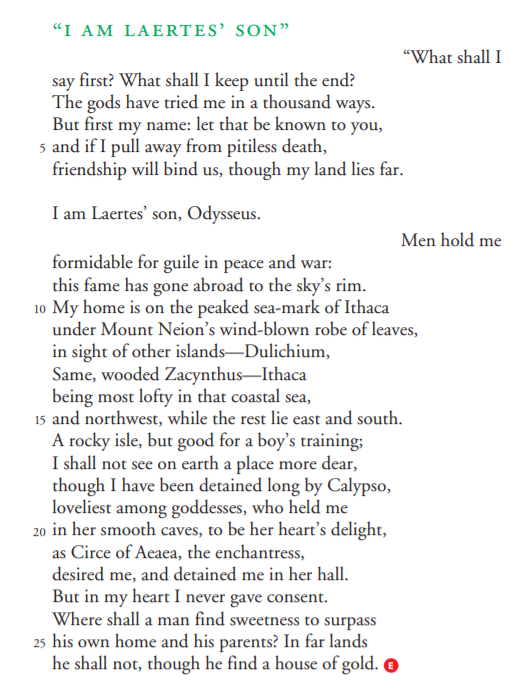 “I AM LAERTES’ SON”
“What shall I
say first? What shall I keep until the end?
The gods have tried me in a thousand ways.
But first my name: let that be known to you,
5 and if I pull away from pitiless death,
friendship will bind us, though my land lies far.
I am Laertes’ son, Odysseus.
Men hold me
formidable for guile in peace and war:
this fame has gone abroad to the sky’s rim.
10 My home is on the peaked sea-mark of Ithaca
under Mount Neion’s wind-blown robe of leaves,
in sight of other islands—Dulichium,
Same, wooded Zacynthus—Ithaca
being most lofty in that coastal sea,
15 and northwest, while the rest lie east and south.
A rocky isle, but good for a boy’s training;
I shall not see on earth a place more dear,
though I have been detained long by Calypso,
loveliest among goddesses, who held me
20 in her smooth caves, to be her heart’s delight,
as Circe of Aeaea, the enchantress,
desired me, and detained me in her hall.
But in my heart I never gave consent.
Where shall a man find sweetness to surpass
25 his own home and his parents? In far lands
he shall not, though he find a house of gold. E